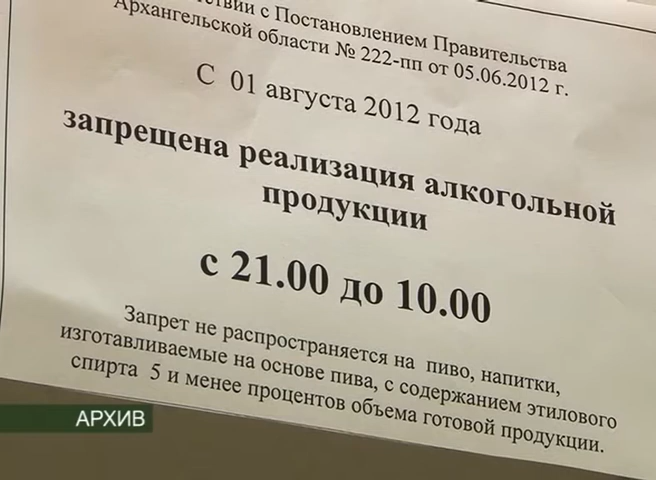 с Постановлением Правительства
Архангельской области № 222-пп от 05.06.2012 г.
С 01 августа 2012 года
запрещена реализация алкогольной
продукции
с 21.00 до 10.00
Запрет не распространяется на пиво, напитки,
изготавливаемые на основе пива, с содержанием этилового
спирта 5 и менее процентов объема готовой продукции.
АРХИВ